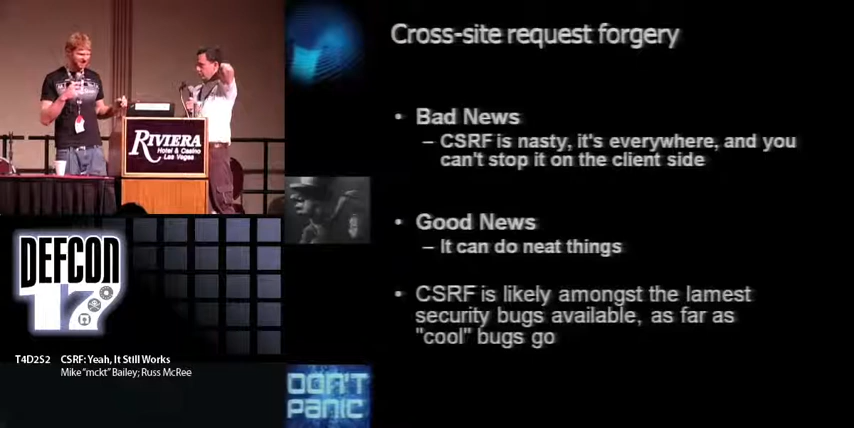 Cross-site request forgery
• Bad News
– CSRF is nasty, it's everywhere, and you
can't stop it on the client side
• Good News
– It can do neat things
• CSRF is likely amongst the lamest
security bugs available, as far as
"cool" bugs go
RIVIERA
Hotel & Casino
Las Vegas
DEFCON
17
T4D252 CSRF: Yeah, It Still Works
Mike "mckt" Bailey; Russ McRee
DON'T
PANIC